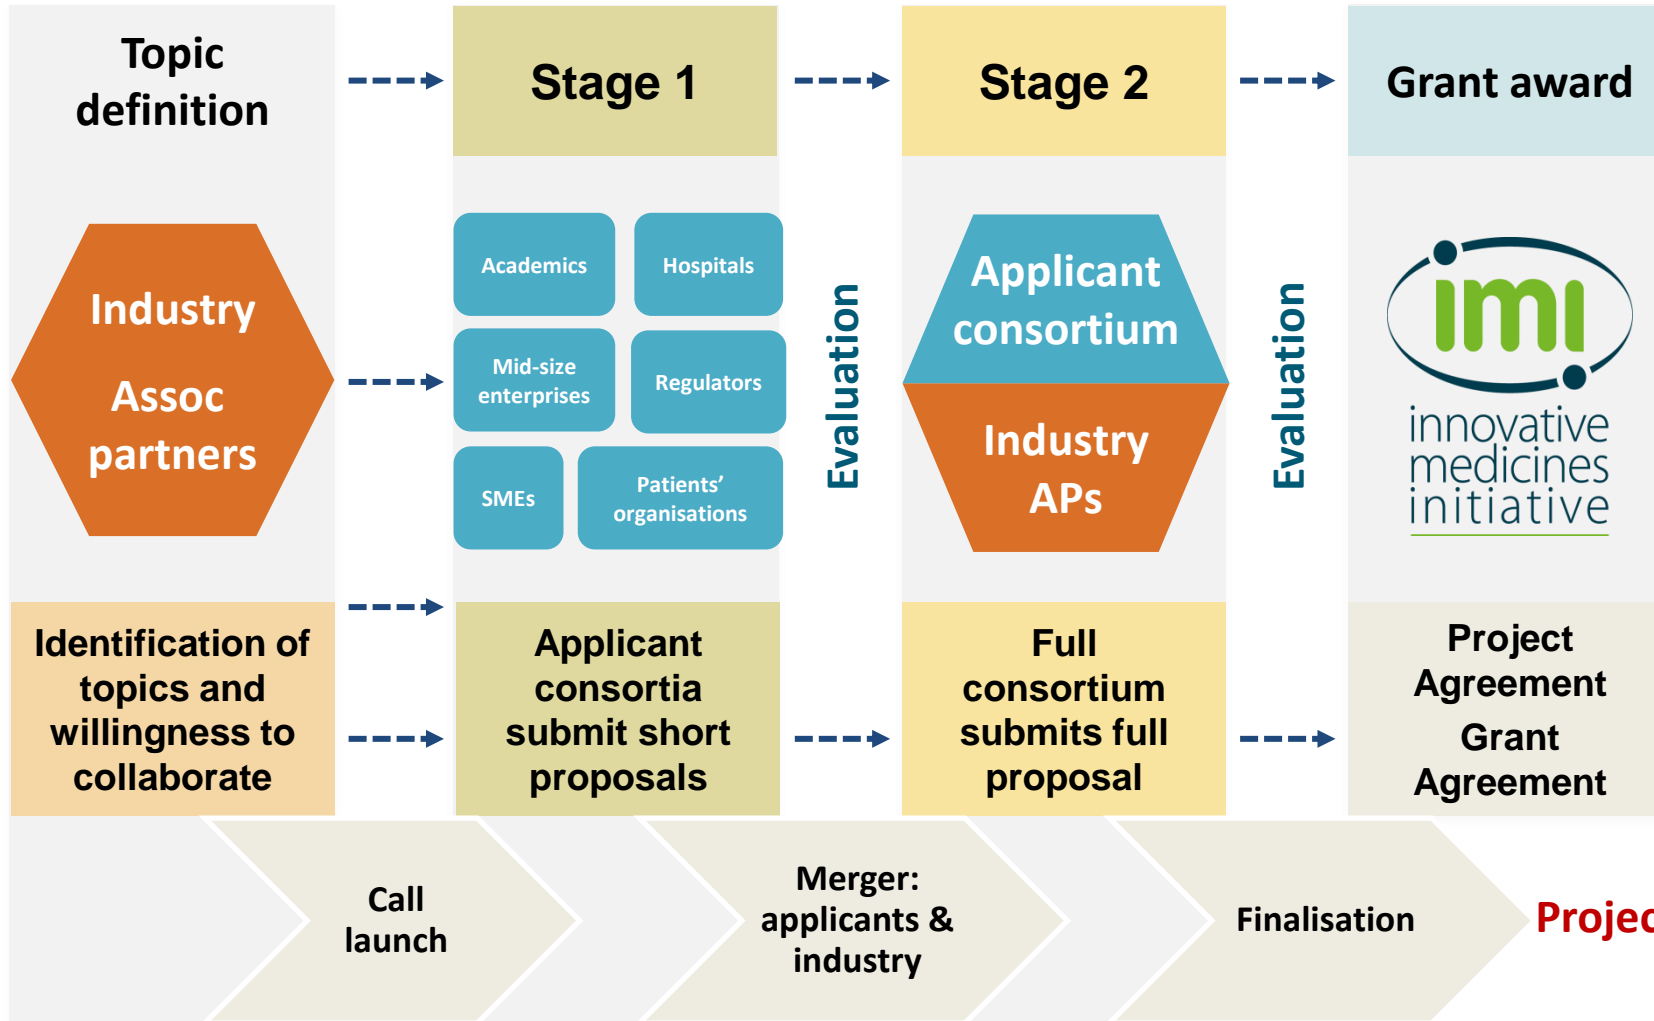 Topic
definition
Stage 1
Stage 2
Grant award
Industry
Assoc
partners
Academics
Hospitals
Mid-size
enterprises
Regulators
SMEs
Patients’
organisations
Evaluation
Applicant
consortium
Industry
APs
Evaluation
imi
innovative
medicines
initiative
Identification of
topics and
willingness to
collaborate
Applicant
consortia
submit short
proposals
Full
consortium
submits full
proposal
Project
Agreement
Grant
Agreement
Call
launch
Merger:
applicants &
industry
Finalisation